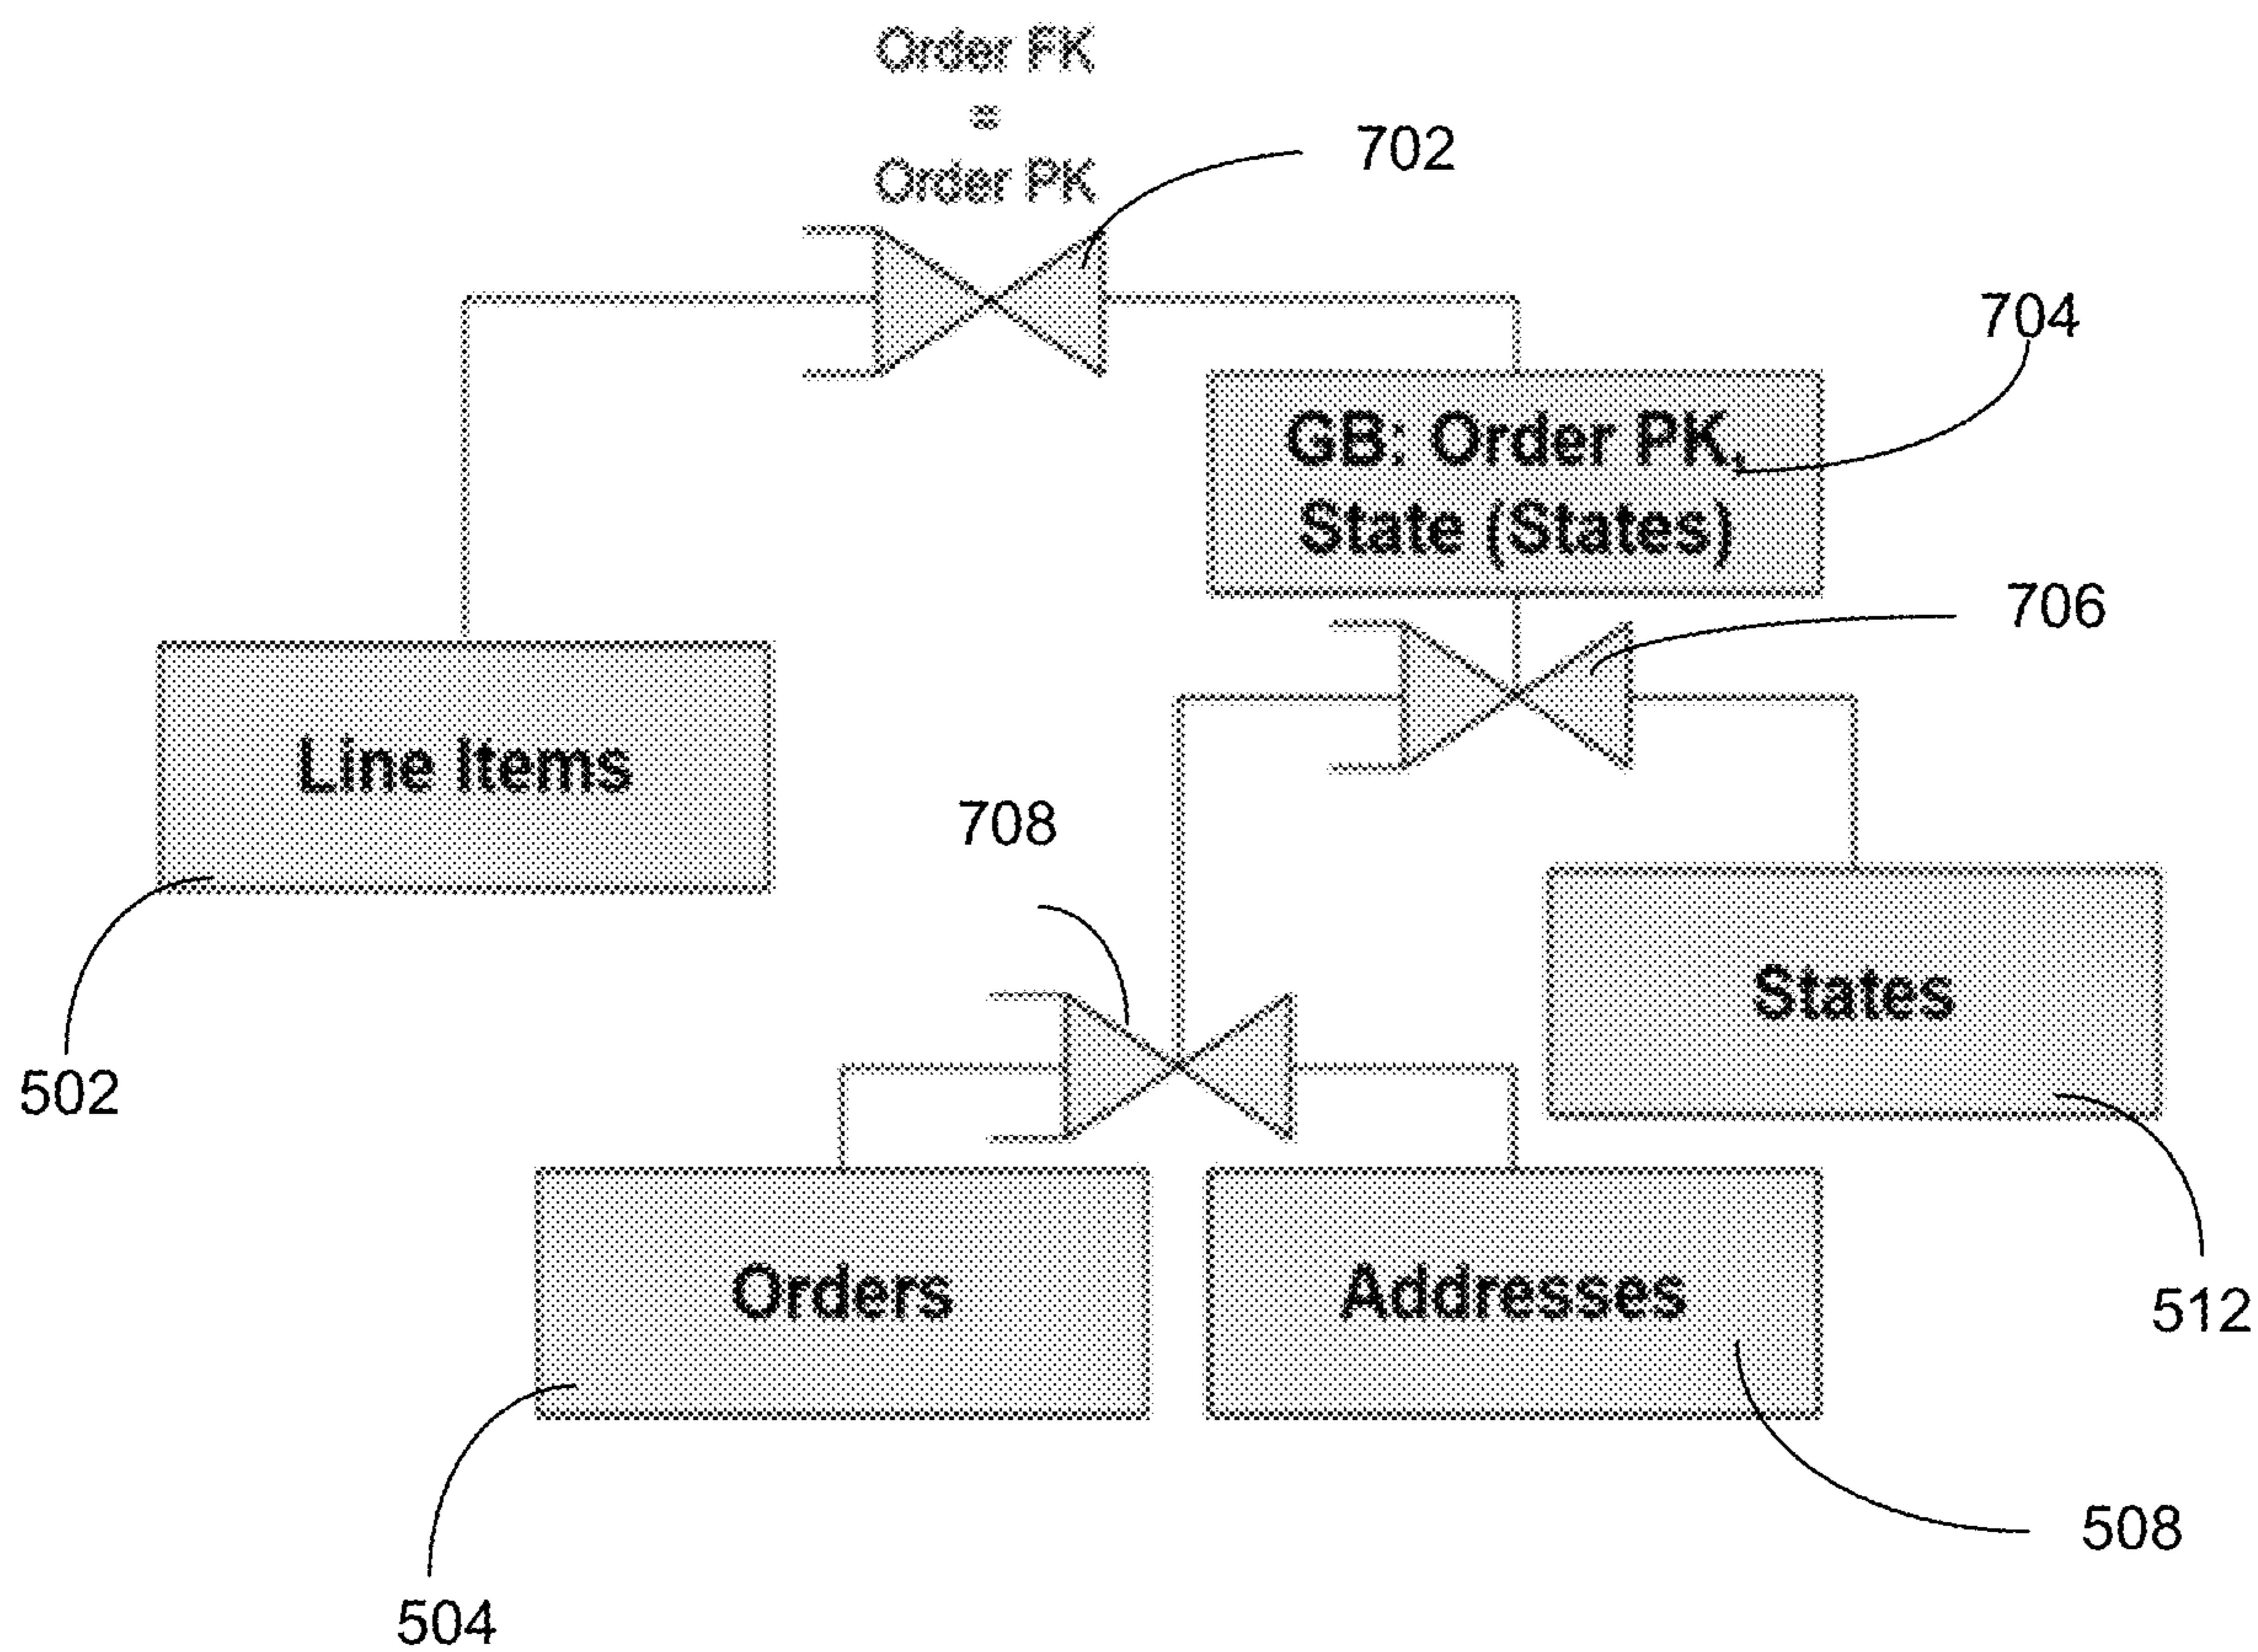 Order FK
=
Order PK
702
704
GB: Order PK,
State (States)
706
Line Items
708
States
502
Orders
Addresses
512
508
504